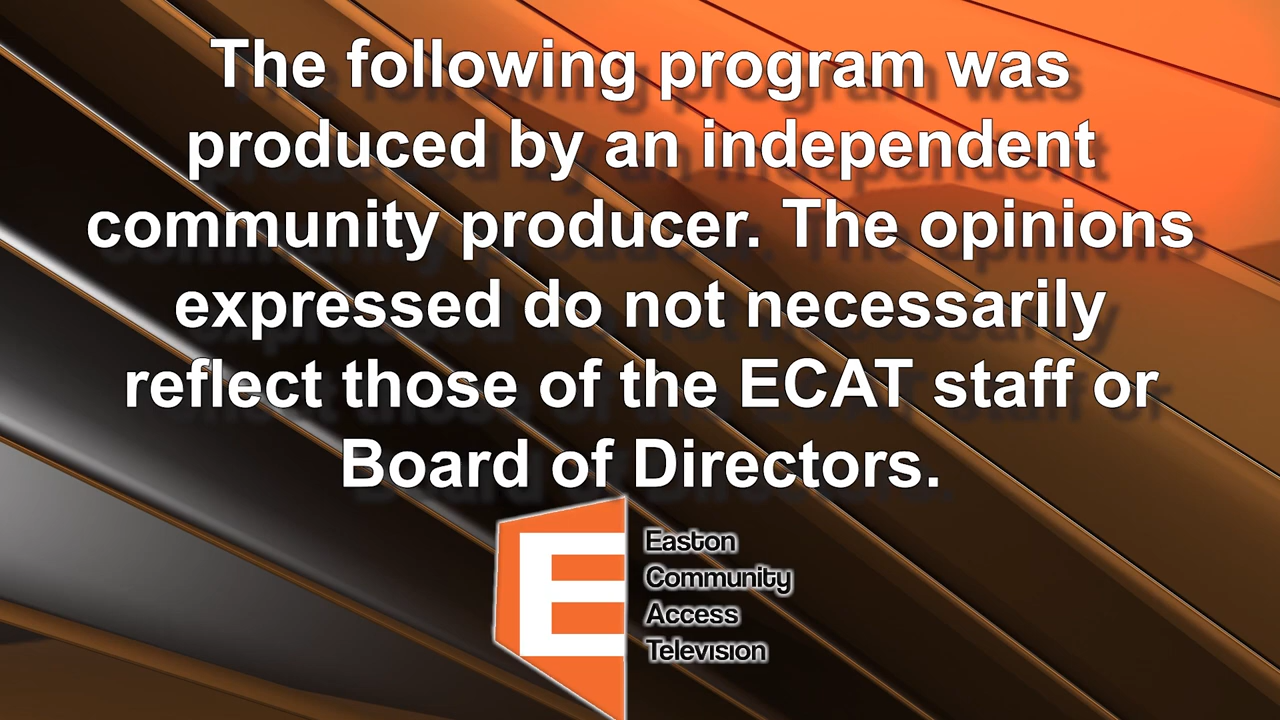 The following program was
produced by an independent
community producer. The opinions
expressed do not necessarily
reflect those of the ECAT staff or
Board of Directors.
E
Easton
Community
Access
Television